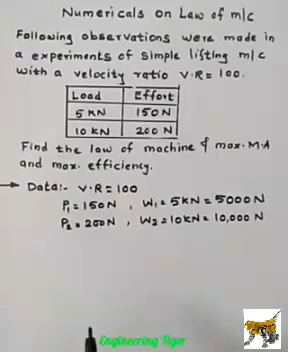 Numericals on Law of m/c
Following observations were made in
a experiments of simple lifting m/c
with a velocity ratio V.R = 100.
Load Effort
5 KN 150N
10 KN 200 N
Find the law of machine & max. M.A
and max. efficiency.
→ Data:- V.R = 100
P₁ = 150N , W₁ = 5KN = 5000N
P₂ = 200N , W₂ = 10KN = 10,000 N
Engineering Tiger